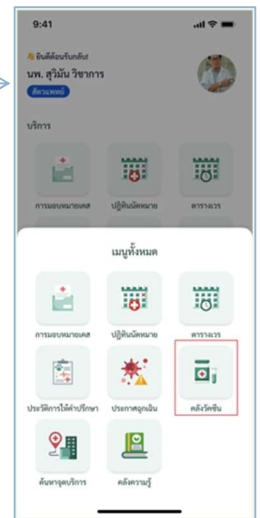 9:41
ยินดีต้อนรับกลับ!
นพ. สุวิมัน วิชาการ
สัตวแพทย์
บริการ
การมอบหมายเคส ปฏิทินนัดหมาย ตารางเวร
เมนูทั้งหมด
การมอบหมายเคส ปฏิทินนัดหมาย ตารางเวร
ประวัติการให้คำปรึกษา ประกาศฉุกเฉิน คลังวัคซีน
ค้นหาจุดบริการ คลังความรู้